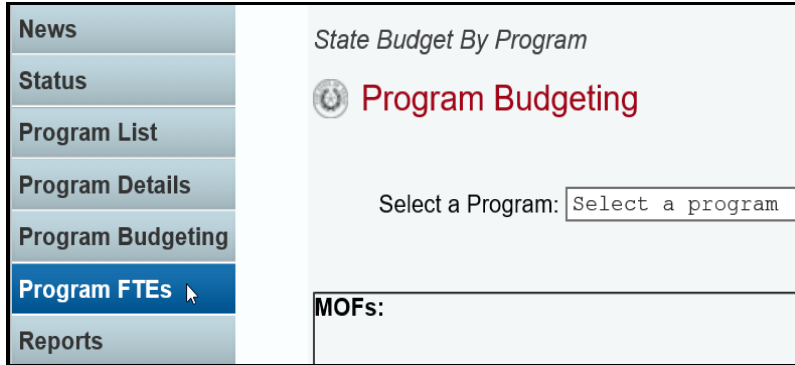 News
Status
Program List
Program Details
Program Budgeting
Program FTEs
Reports
State Budget By Program
Program Budgeting
Select a Program: Select a program
MOFs: